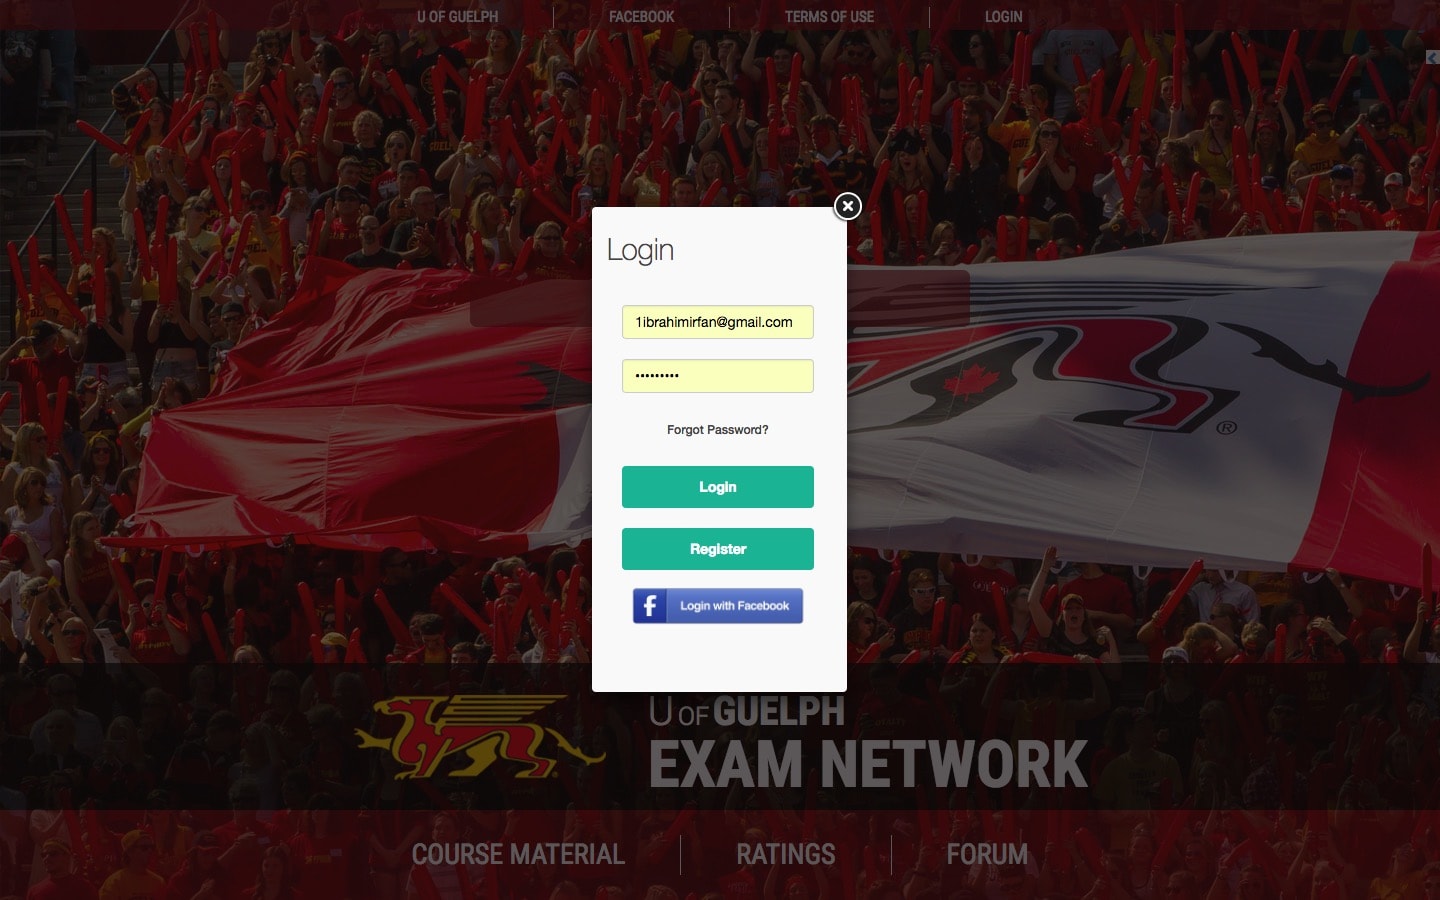 U OF GUELPH
FACEBOOK
TERMS OF USE
LOGIN
Login
1ibrahimirfan@gmail.com
•••••••••
Forgot Password?
Login
Register
f Login with Facebook
®
U OF GUELPH
EXAM NETWORK
COURSE MATERIAL
RATINGS
FORUM